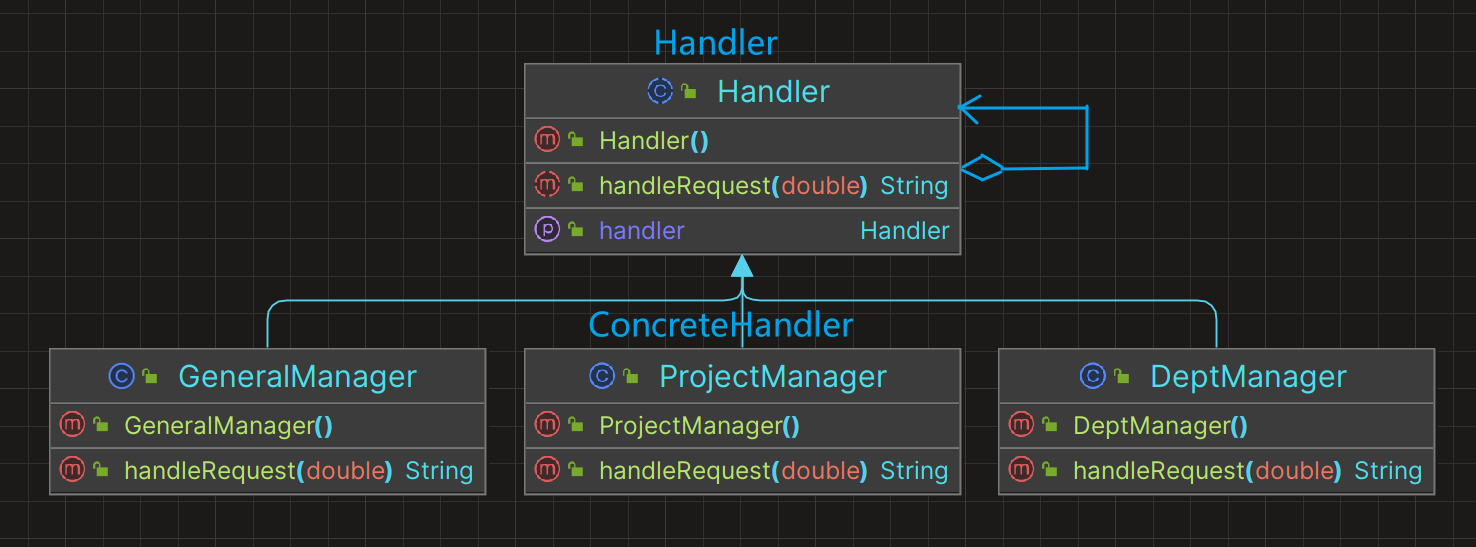 Handler
Handler
Handler()
handleRequest(double) String
handler Handler
ConcreteHandler
GeneralManager
GeneralManager()
handleRequest(double) String
ProjectManager
ProjectManager()
handleRequest(double) String
DeptManager
DeptManager()
handleRequest(double) String